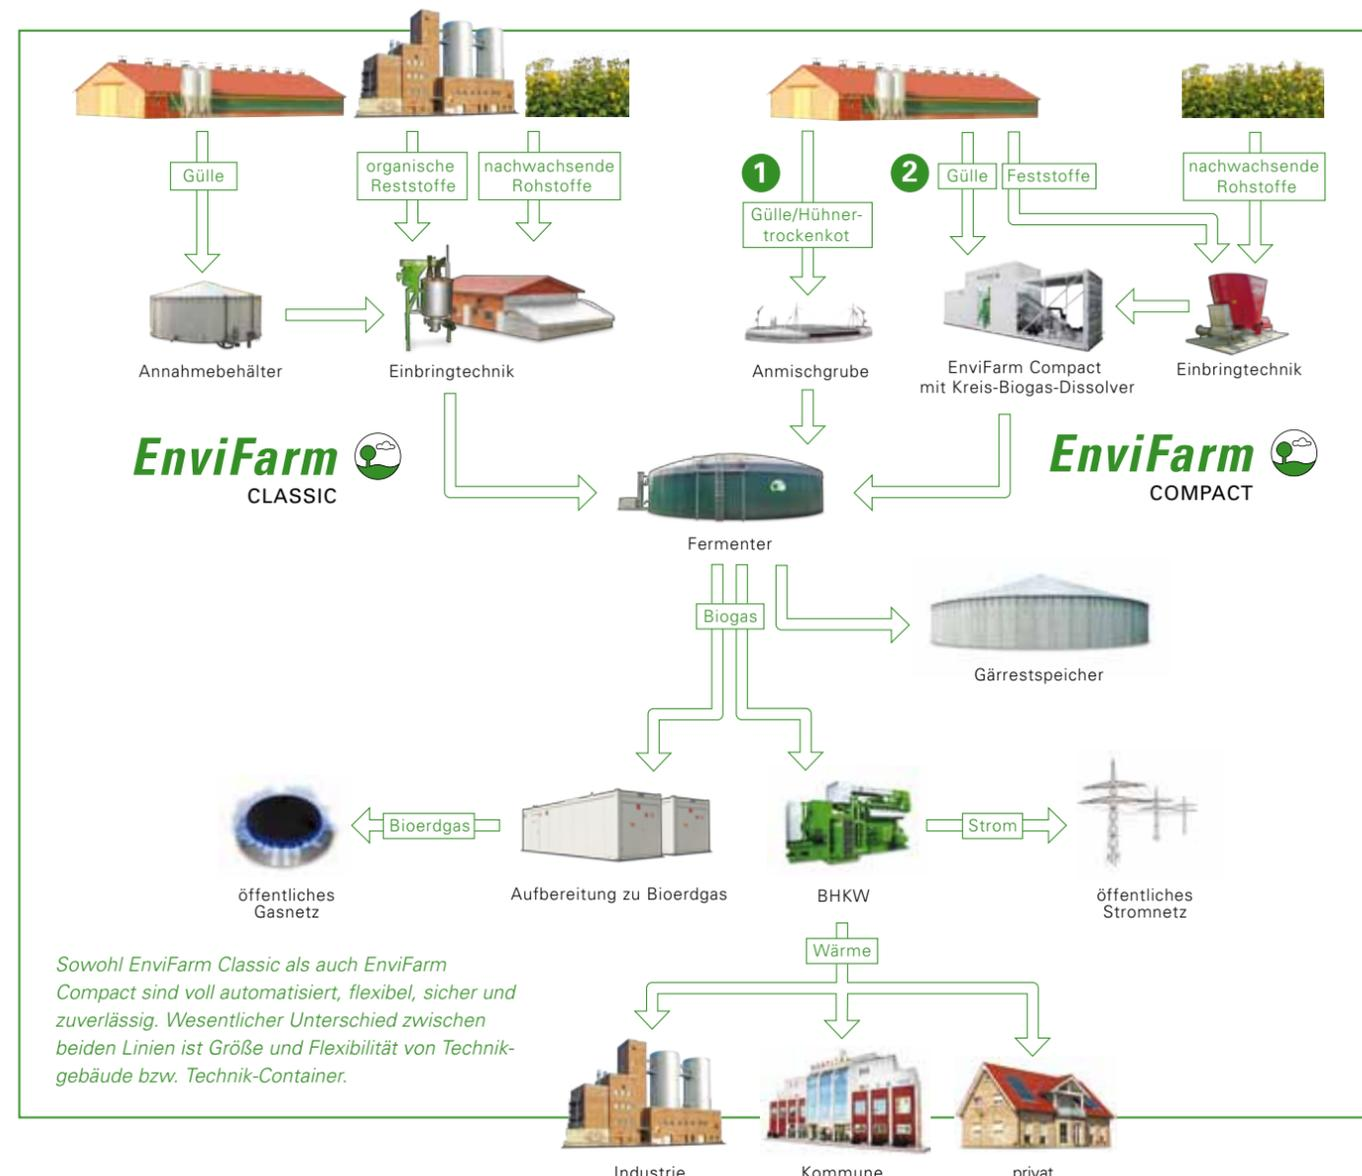 Gülle
organische
Reststoffe
nachwachsende
Rohstoffe
1
Gülle/Hühner-
trockenkot
2
Gülle
Feststoffe
nachwachsende
Rohstoffe
Annahmebehälter
Einbringtechnik
Anmischgrube
EnviFarm Compact
mit Kreis-Biogas-Dissolver
Einbringtechnik
EnviFarm
CLASSIC
EnviFarm
COMPACT
Fermenter
Biogas
Gärrestspeicher
Bioerdgas
Strom
öffentliches
Gasnetz
Aufbereitung zu Bioerdgas
BHKW
öffentliches
Stromnetz
Wärme
Sowohl EnviFarm Classic als auch EnviFarm
Compact sind voll automatisiert, flexibel, sicher und
zuverlässig. Wesentlicher Unterschied zwischen
beiden Linien ist Größe und Flexibilität von Technik-
gebäude bzw. Technik-Container.
Industrie
Kommune
privat